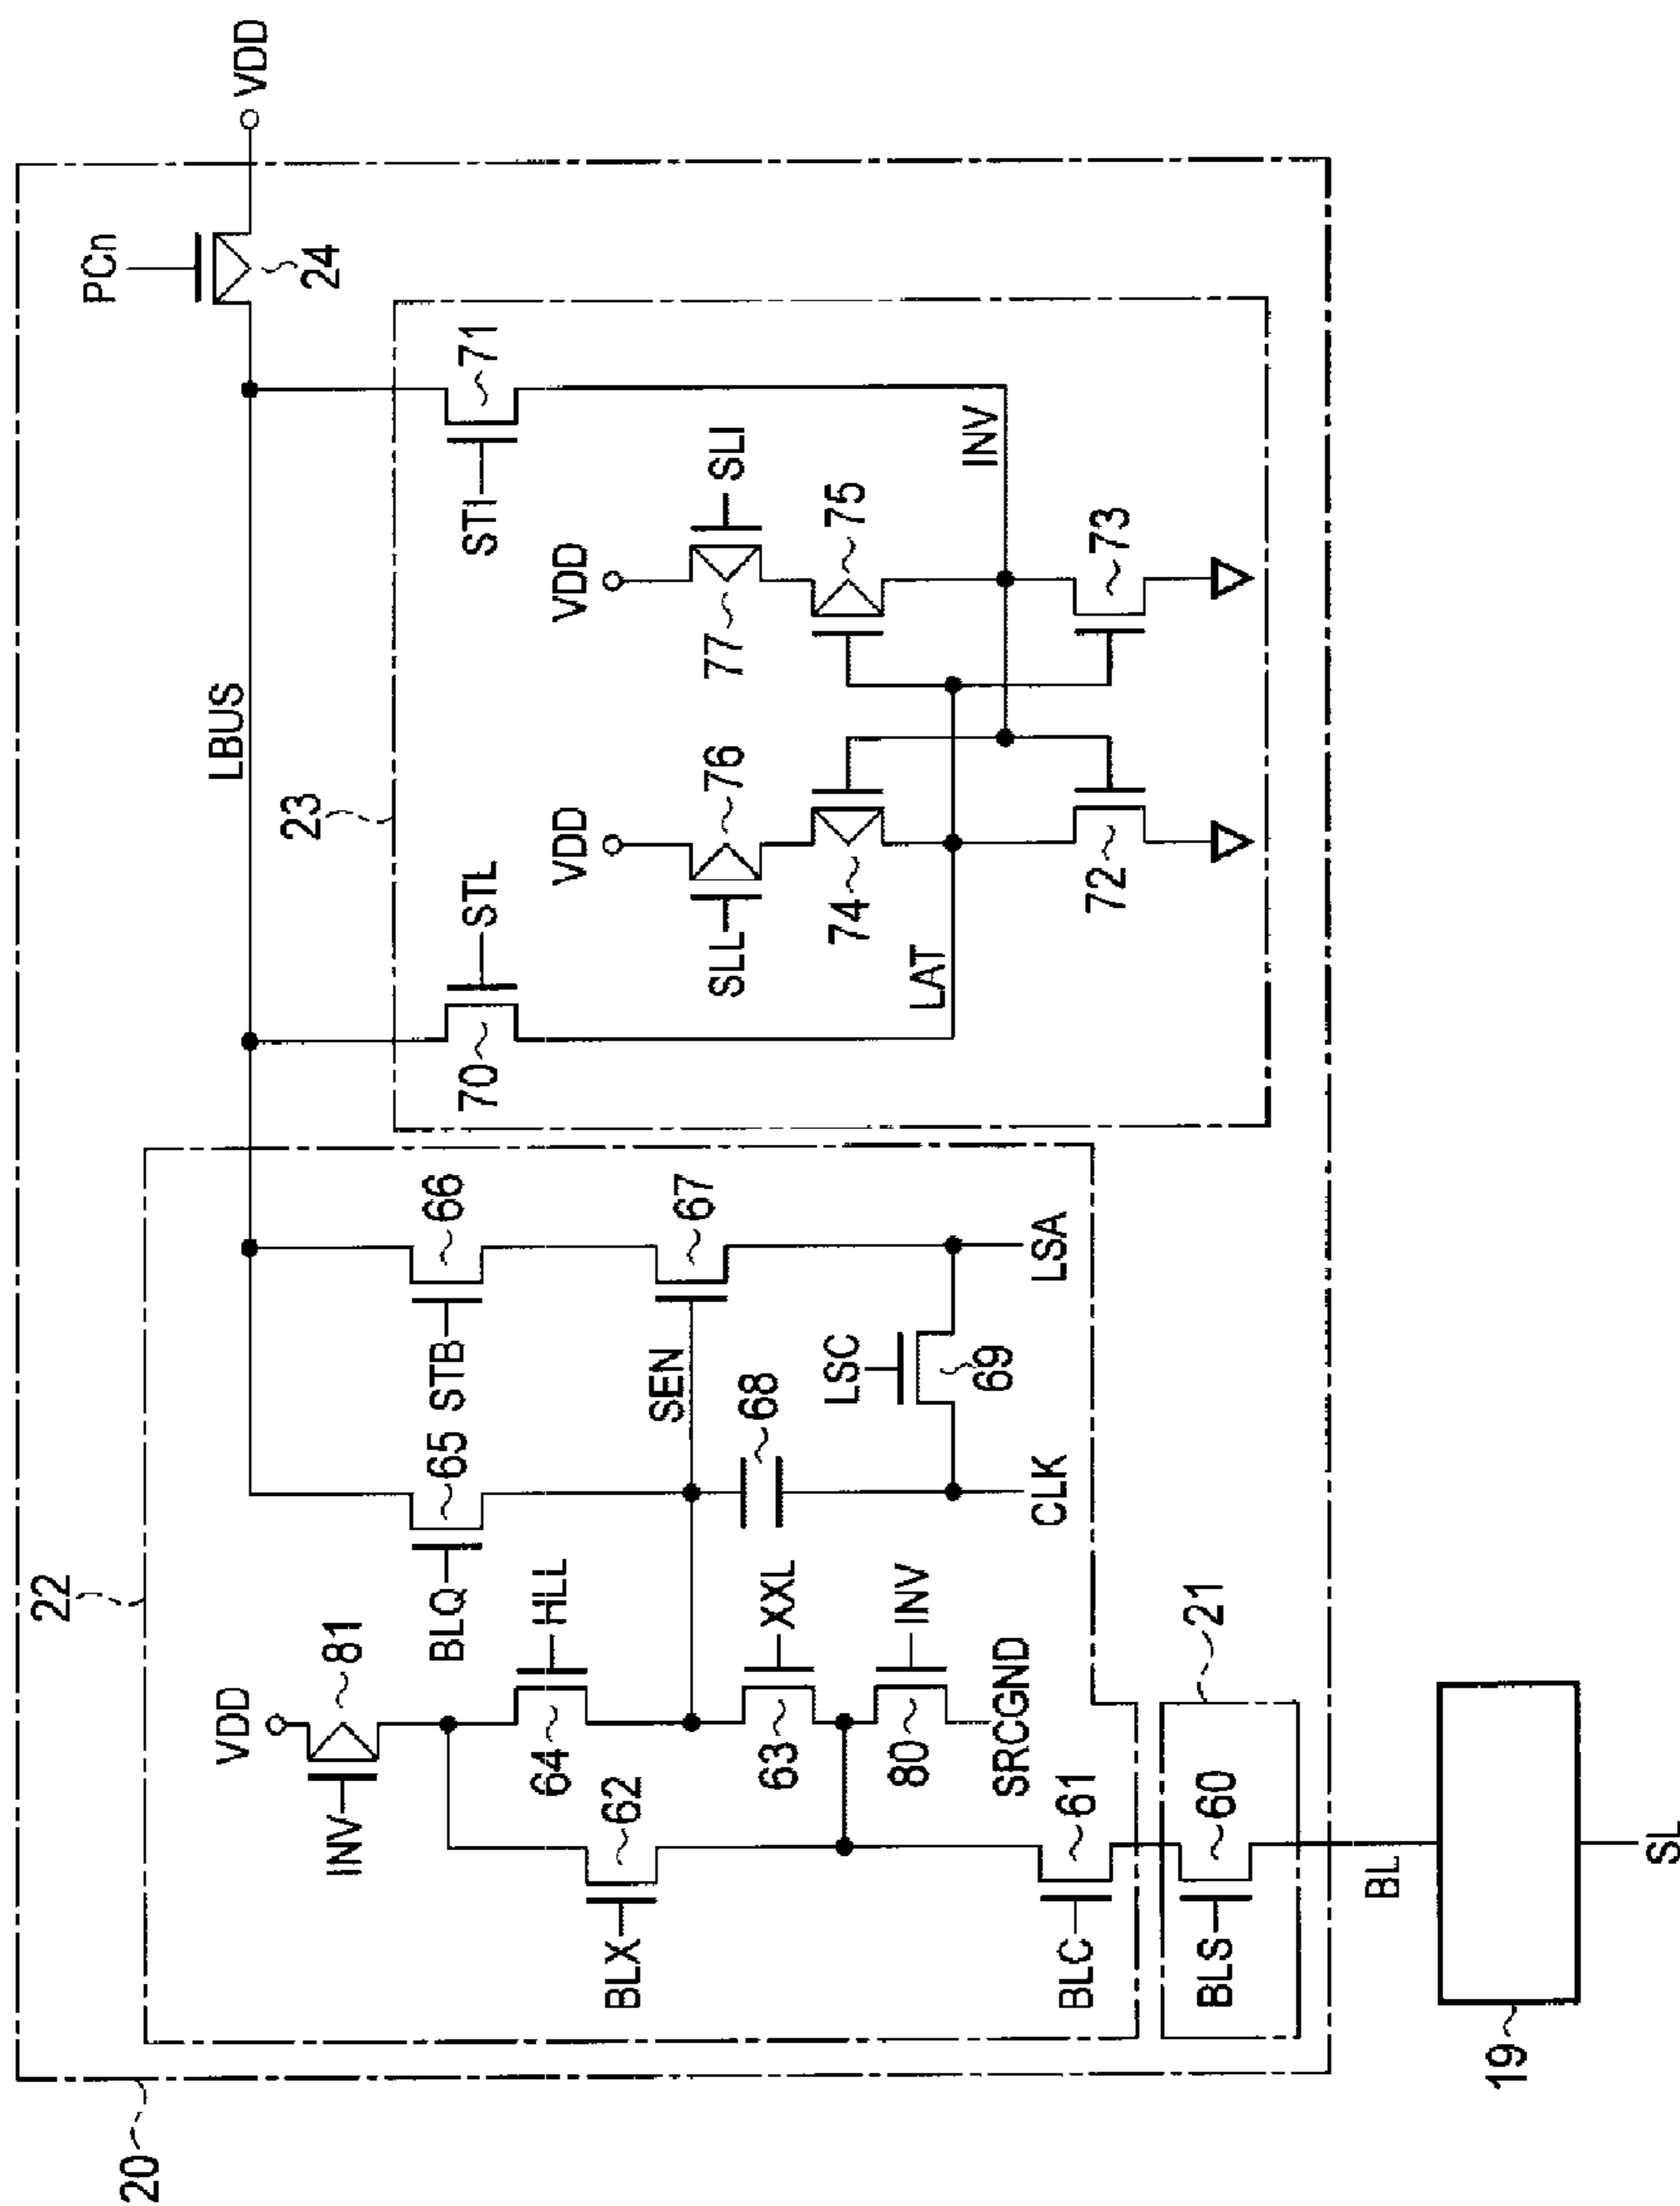 20
22
VDD
INV
81
BLX
62
64
HLL
BLQ
65
STB
66
SEN
67
63
XXL
68
LSC
69
80
INV
SRCGND
CLK
LSA
BLC
61
21
BLS
60
BL
19
SL
LBUS
PCn
24
VDD
23
70
STL
STI
71
VDD
SLL
76
VDD
77
SLI
74
75
LAT
INV
72
73